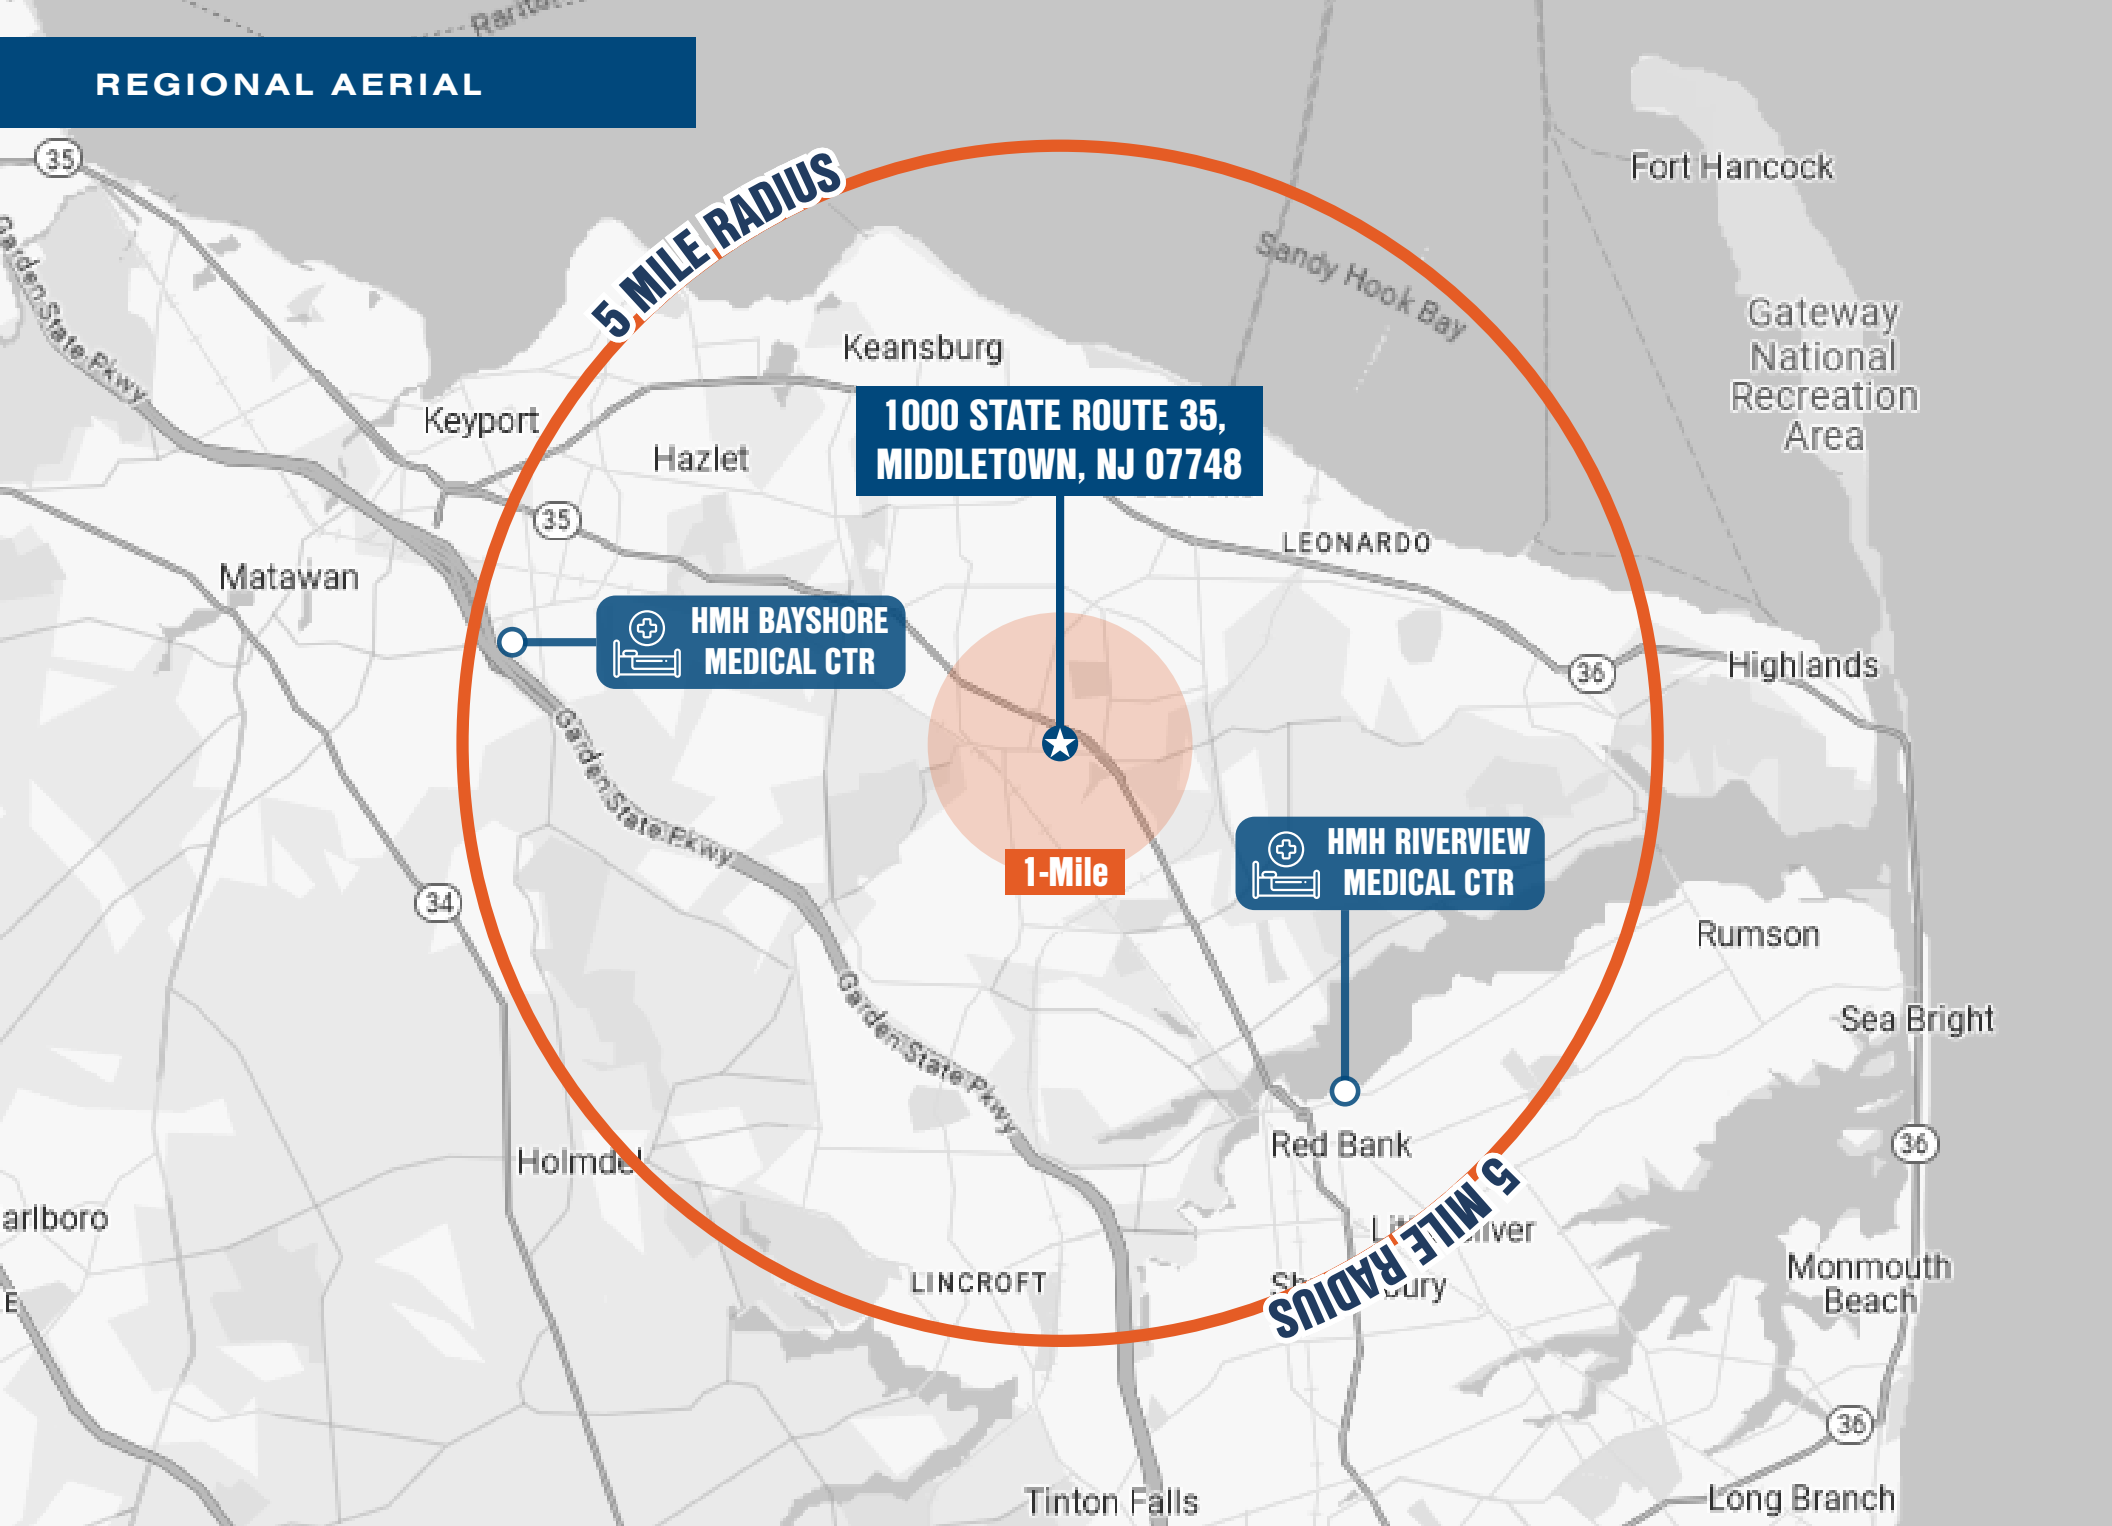 REGIONAL AERIAL
35
Garden State Pkwy
5 MILE RADIUS
Fort Hancock
Sandy Hook Bay
Gateway
National
Recreation
Area
Keansburg
Keyport
Hazlet
1000 STATE ROUTE 35,
MIDDLETOWN, NJ 07748
35
LEONARDO
Matawan
HMH BAYSHORE
MEDICAL CTR
36
Highlands
Garden State Pkwy
1-Mile
HMH RIVERVIEW
MEDICAL CTR
34
Rumson
Garden State Pkwy
Sea Bright
Red Bank
36
Holmdel
5 MILE RADIUS
arlboro
LINCROFT
Monmouth
Beach
E
36
Tinton Falls
Long Branch